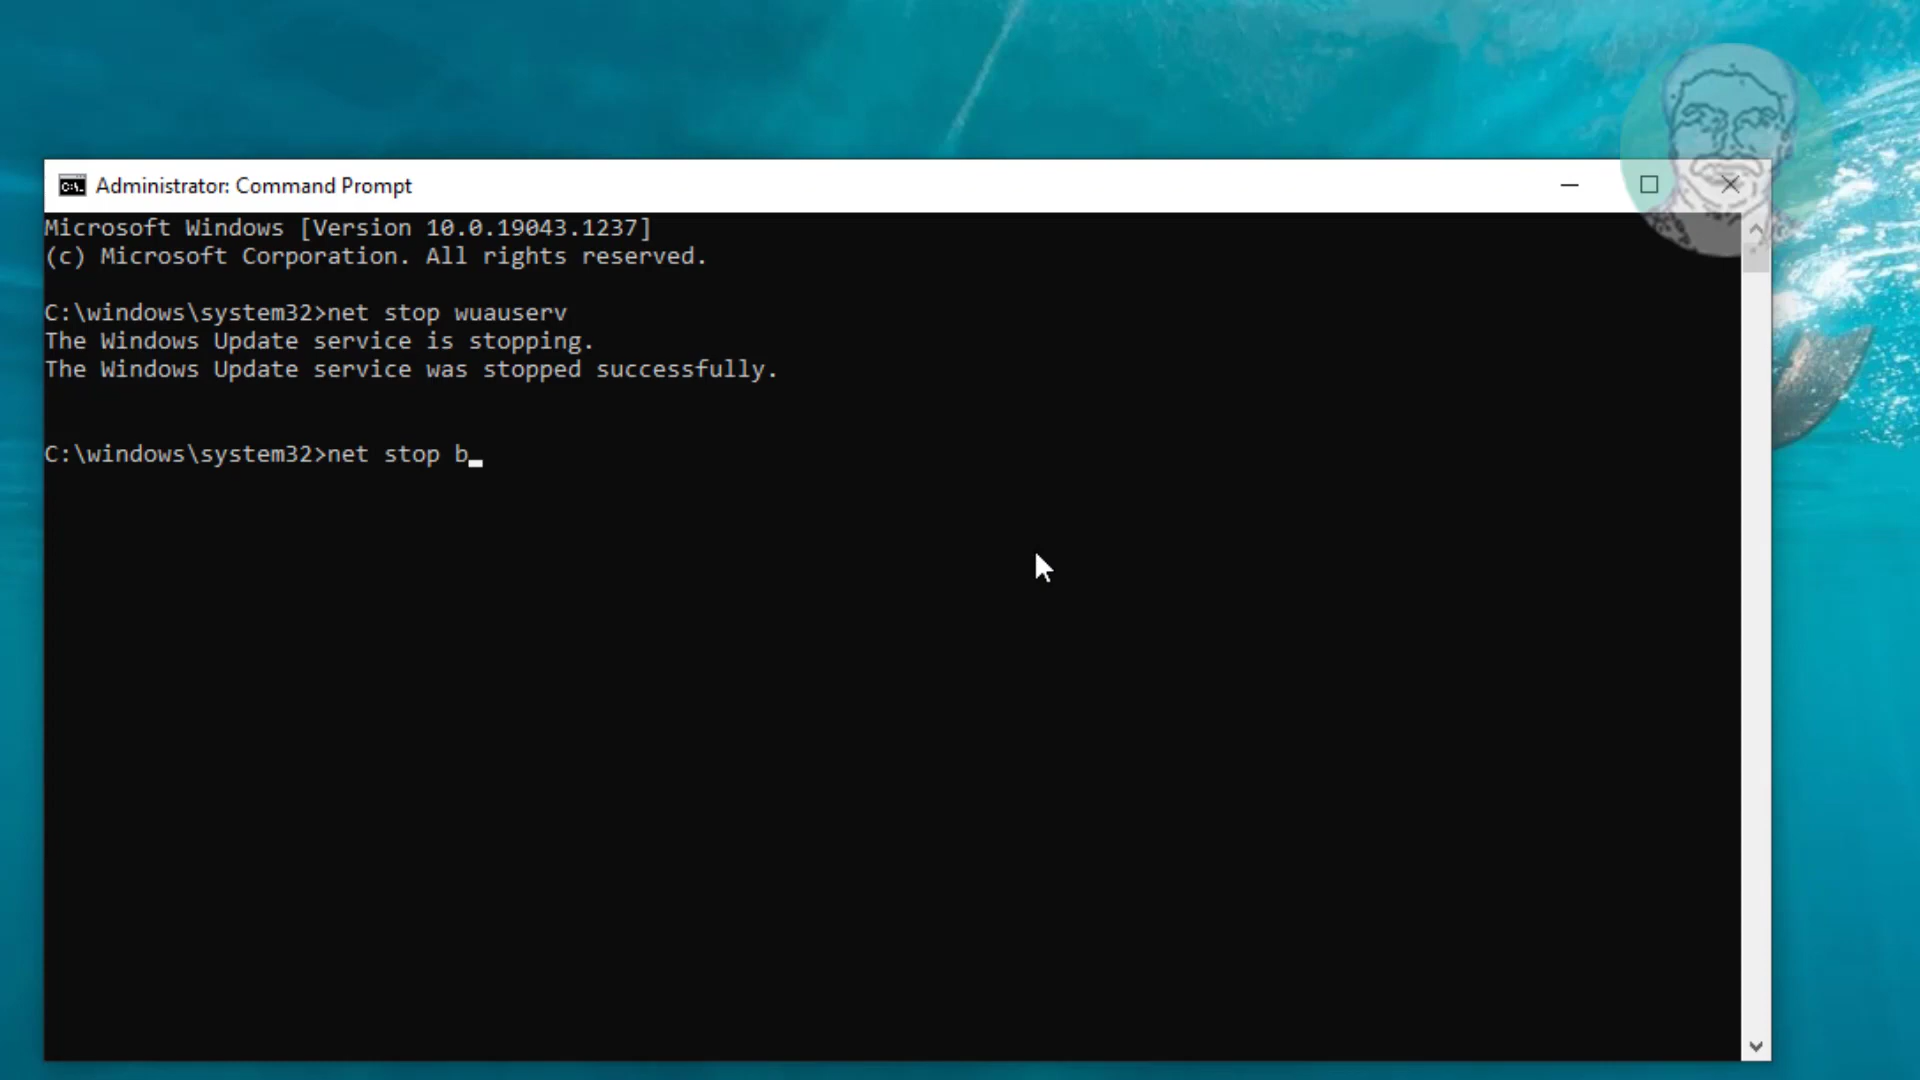 Administrator: Command Prompt
Microsoft Windows [Version 10.0.19043.1237]
(c) Microsoft Corporation. All rights reserved.
C:\windows\system32>net stop wuauserv
The Windows Update service is stopping.
The Windows Update service was stopped successfully.
C:\windows\system32>net stop b